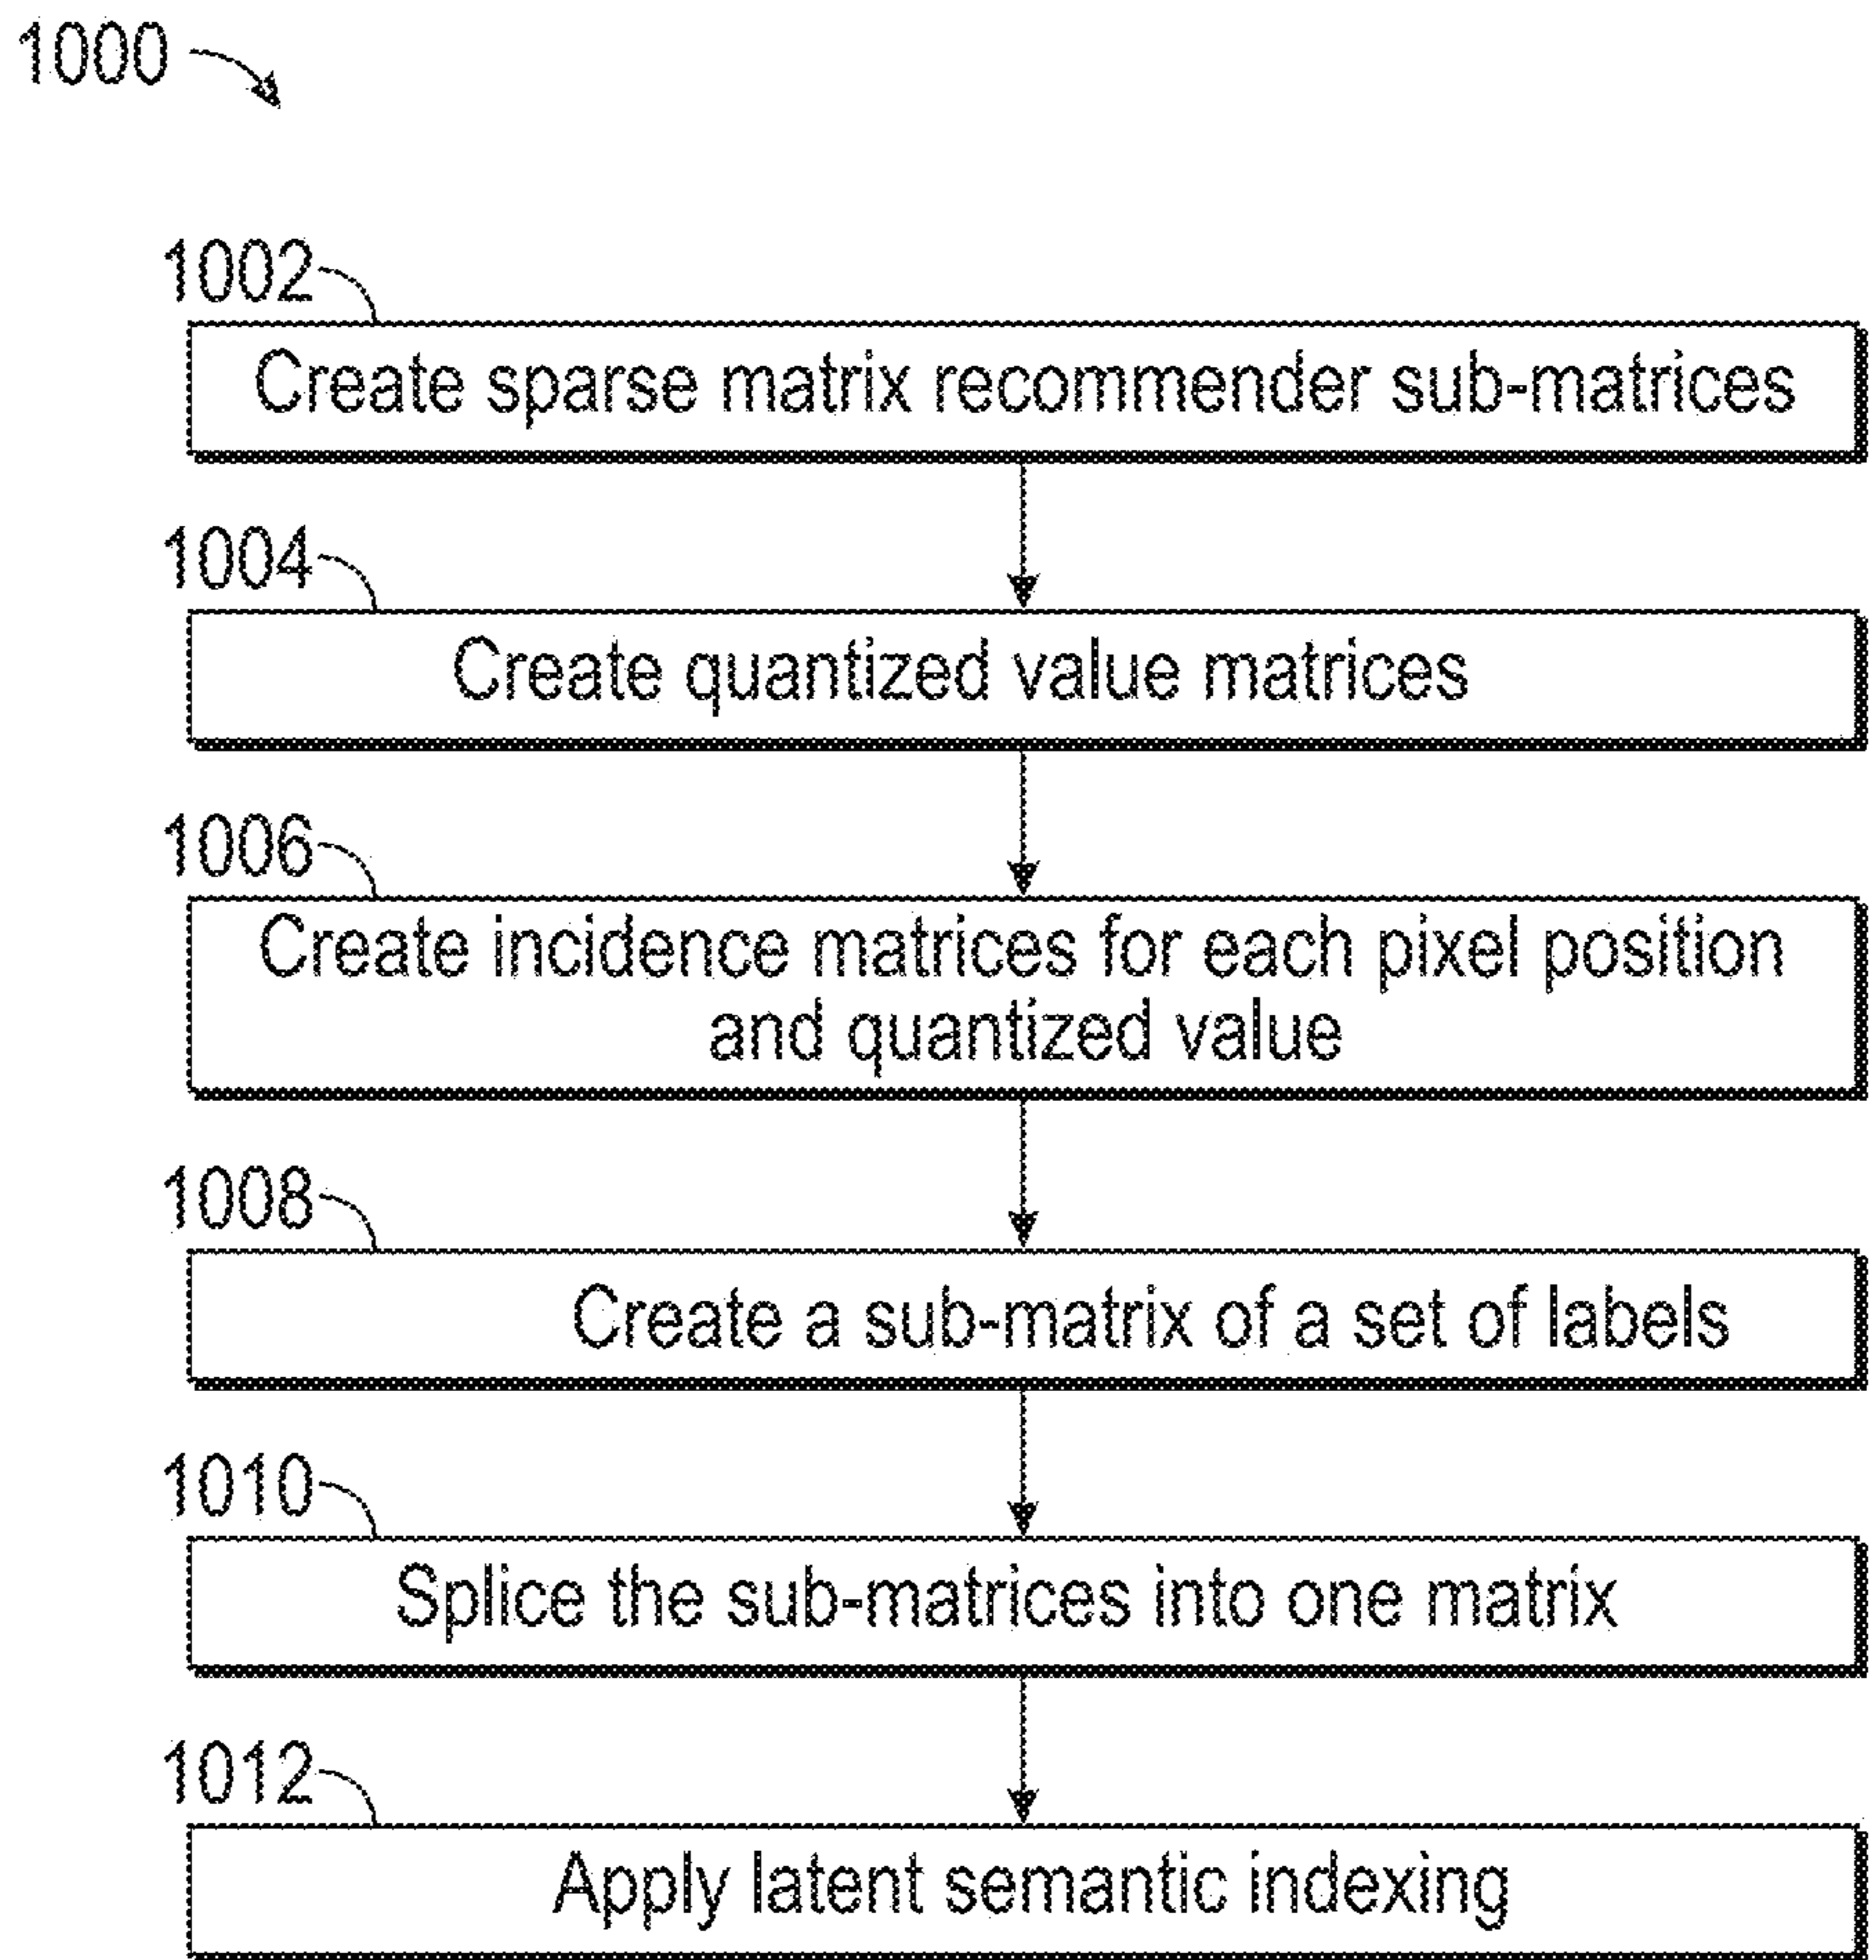 1000
1002
Create sparse matrix recommender sub-matrices
1004
Create quantized value matrices
1006
Create incidence matrices for each pixel position
and quantized value
1008
Create a sub-matrix of a set of labels
1010
Splice the sub-matrices into one matrix
1012
Apply latent semantic indexing